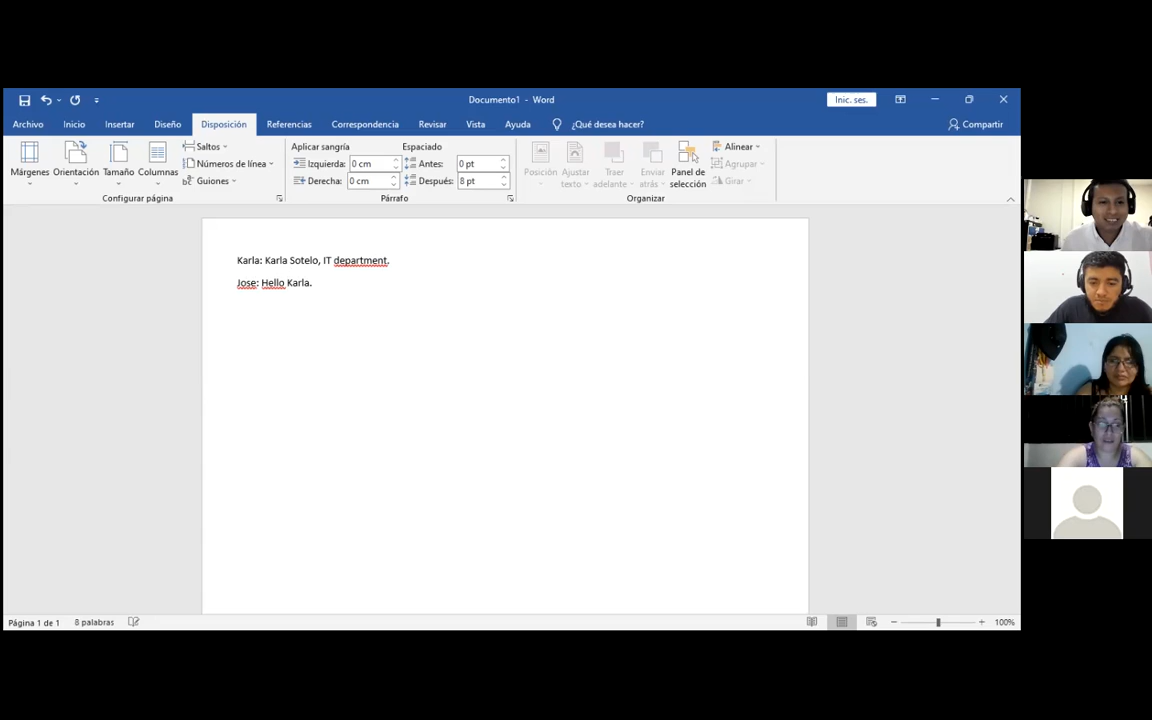 Documento1 - Word
Inic. ses.
Archivo Inicio Insertar Diseño Disposición Referencias Correspondencia Revisar Vista Ayuda ¿Qué desea hacer? Compartir
Márgenes Orientación Tamaño Columnas
Saltos
Números de línea
Guiones
Configurar página
Aplicar sangría Espaciado
Izquierda: 0 cm Antes: 0 pt
Derecha: 0 cm Después: 8 pt
Párrafo
Posición Ajustar texto Traer adelante Enviar atrás Panel de selección
Alinear
Agrupar
Girar
Organizar
Karla: Karla Sotelo, IT department.
Jose: Hello Karla.
Página 1 de 1 8 palabras 100%